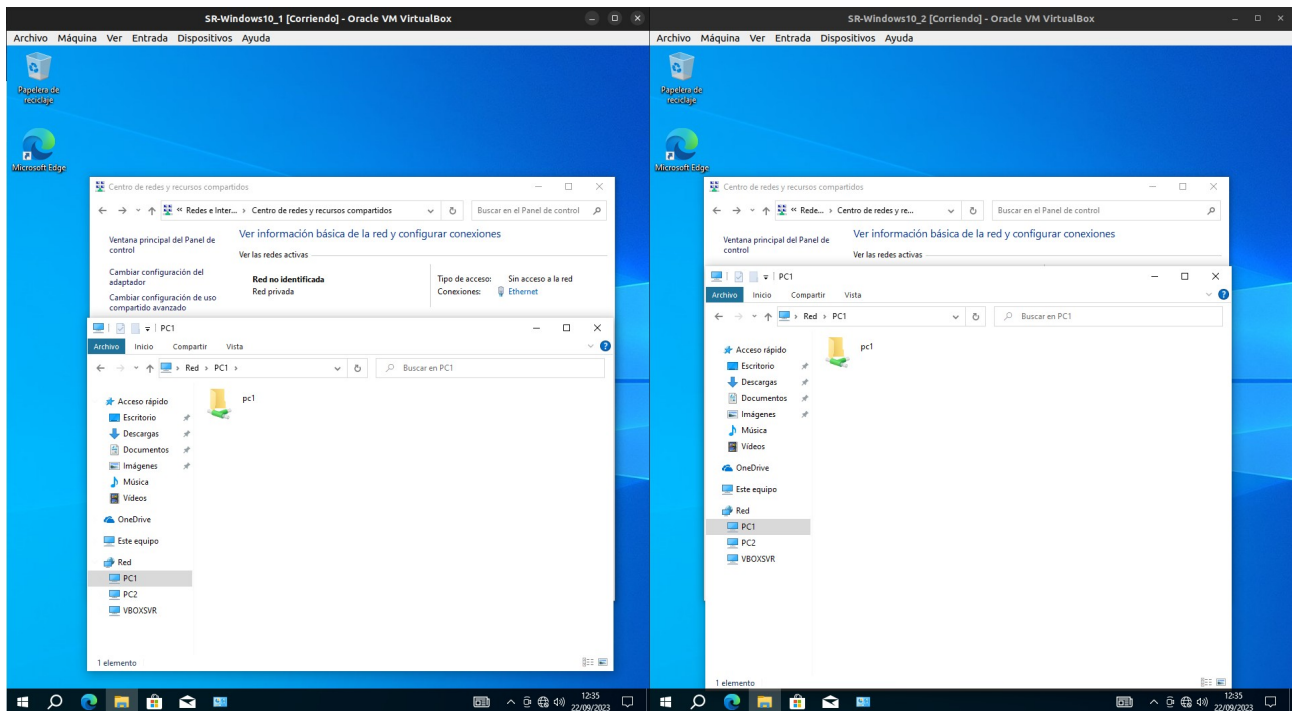 SR-Windows10_1 [Corriendo] - Oracle VM VirtualBox
Archivo Máquina Ver Entrada Dispositivos Ayuda
Papelera de
reciclaje
Microsoft Edge
Centro de redes y recursos compartidos
« Redes e Inter... › Centro de redes y recursos compartidos
Buscar en el Panel de control
Ventana principal del Panel de
control
Cambiar configuración del
adaptador
Cambiar configuración de uso
compartido avanzado
Ver información básica de la red y configurar conexiones
Ver las redes activas
Red no identificada
Red privada
Tipo de acceso: Sin acceso a la red
Conexiones: Ethernet
PC1
Archivo Inicio Compartir Vista
› Red › PC1 ›
Buscar en PC1
Acceso rápido
Escritorio
Descargas
Documentos
Imágenes
Música
Vídeos
OneDrive
Este equipo
Red
PC1
PC2
VBOXSVR
pc1
1 elemento
12:35
22/09/2023
SR-Windows10_2 [Corriendo] - Oracle VM VirtualBox
Archivo Máquina Ver Entrada Dispositivos Ayuda
Papelera de
reciclaje
Microsoft Edge
Centro de redes y recursos compartidos
« Rede... › Centro de redes y re...
Buscar en el Panel de control
Ventana principal del Panel de
control
Ver información básica de la red y configurar conexiones
Ver las redes activas
PC1
Archivo Inicio Compartir Vista
› Red › PC1
Buscar en PC1
Acceso rápido
Escritorio
Descargas
Documentos
Imágenes
Música
Vídeos
OneDrive
Este equipo
Red
PC1
PC2
VBOXSVR
pc1
1 elemento
12:35
22/09/2023